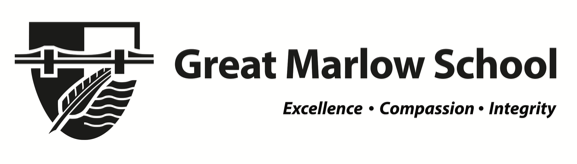 Great Marlow School
Excellence • Compassion • Integrity